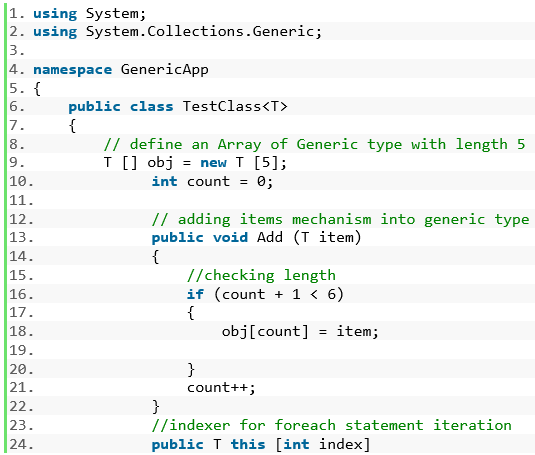 1. using System;
2. using System.Collections.Generic;
3.
4. namespace GenericApp
5. {
6.     public class TestClass<T>
7.     {
8.         // define an Array of Generic type with length 5
9.         T [] obj = new T [5];
10.             int count = 0;
11.
12.             // adding items mechanism into generic type
13.             public void Add (T item)
14.             {
15.                 //checking length
16.                 if (count + 1 < 6)
17.                 {
18.                     obj[count] = item;
19.
20.                 }
21.                 count++;
22.             }
23.             //indexer for foreach statement iteration
24.             public T this [int index]